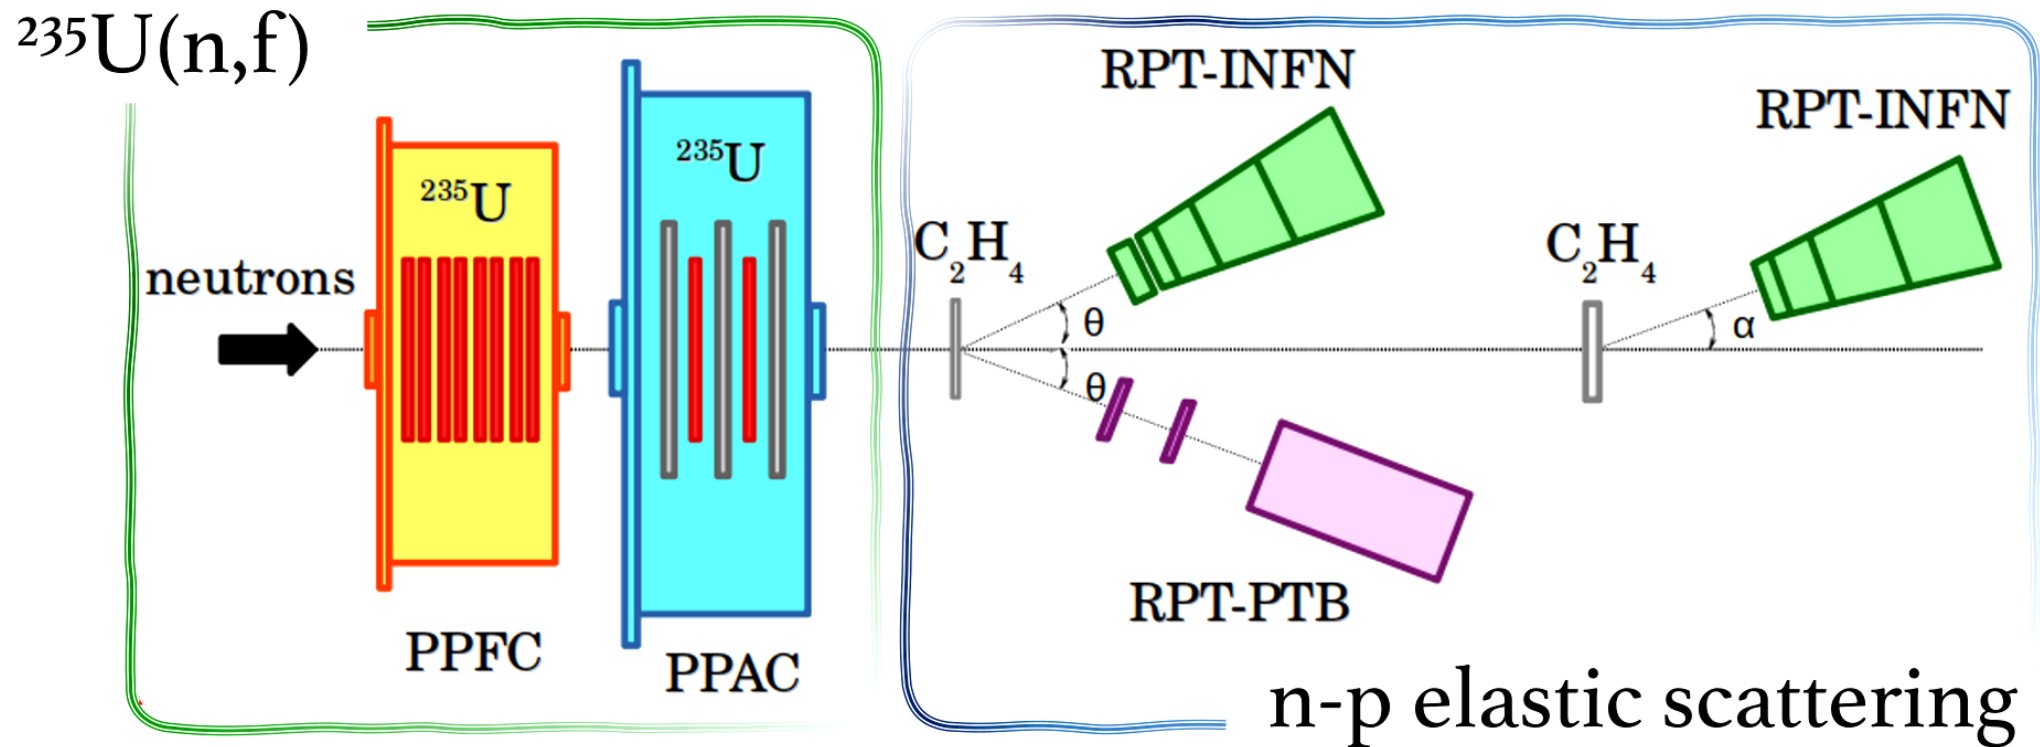 ²³⁵U(n,f)
neutrons
²³⁵U
PPFC
²³⁵U
PPAC
C₂H₄
θ
θ
RPT-INFN
RPT-PTB
C₂H₄
α
RPT-INFN
n-p elastic scattering